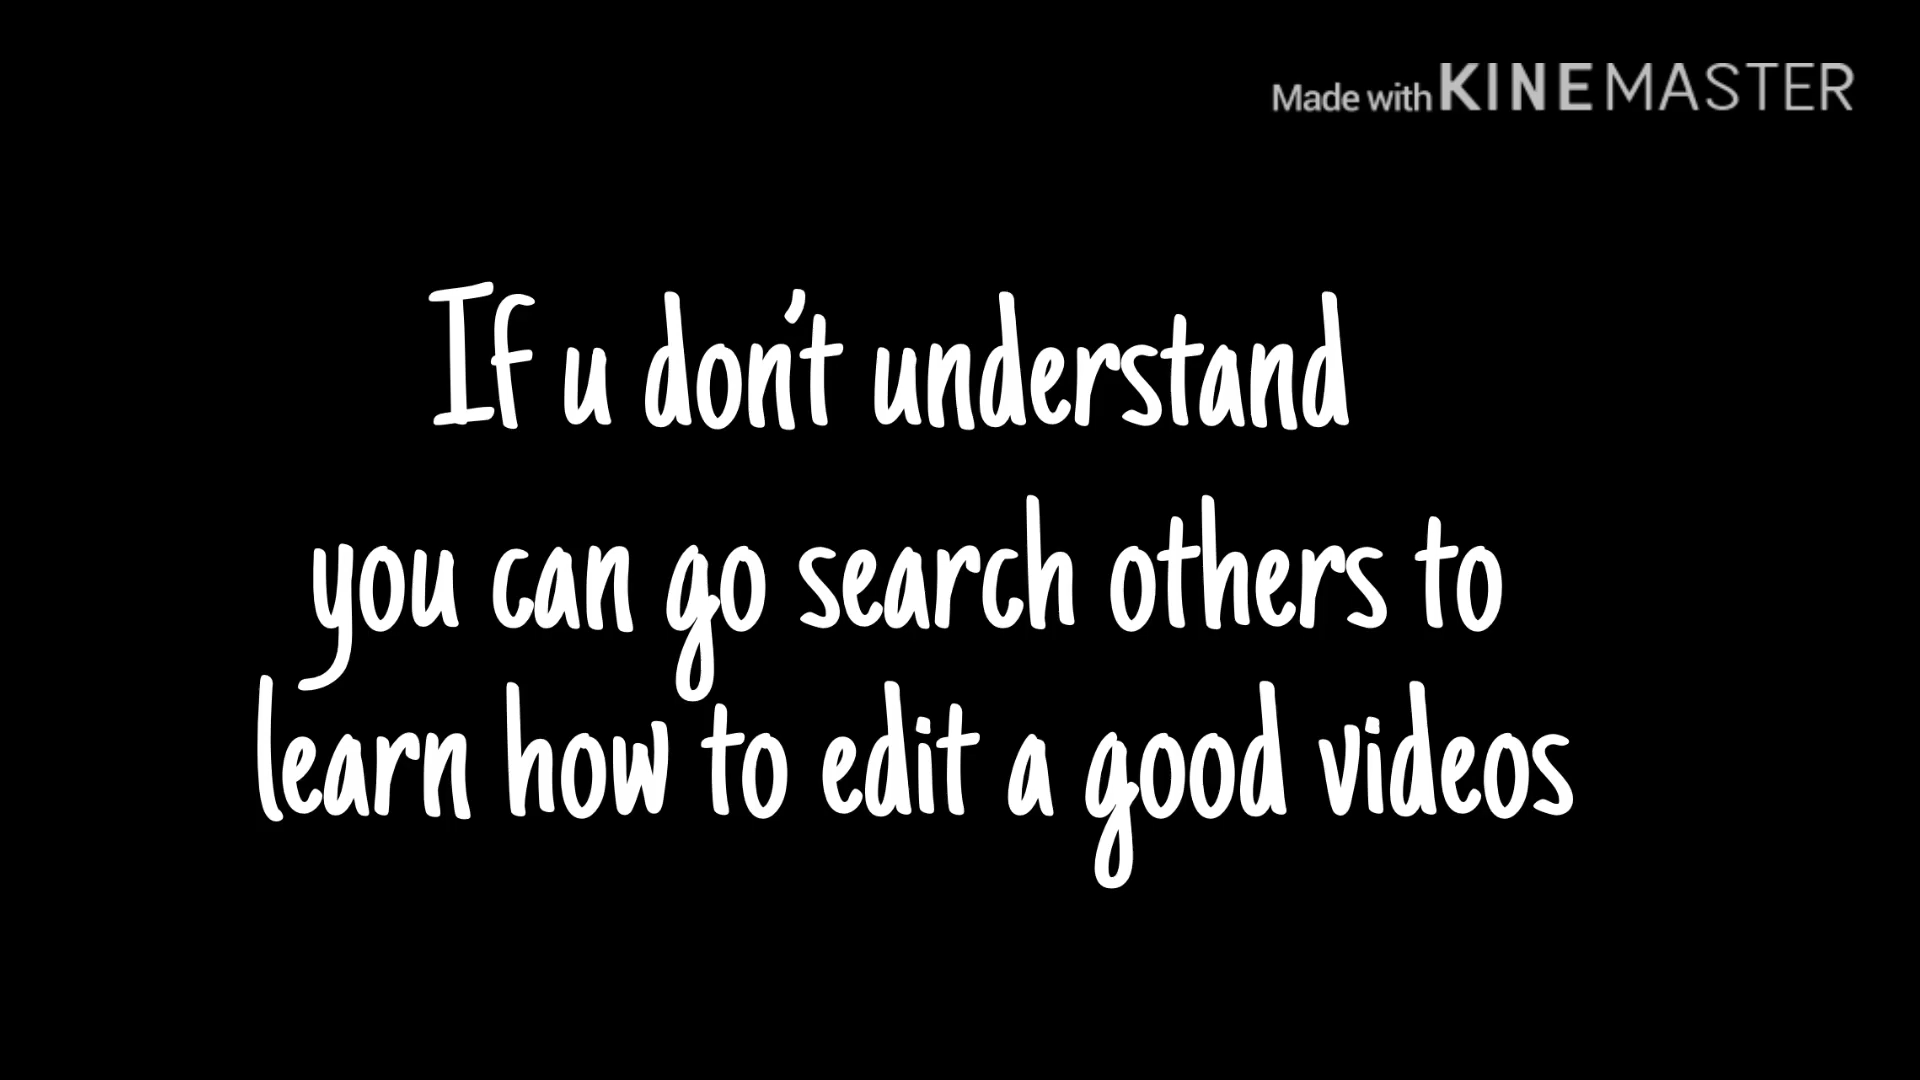 Made with KINEMASTER
If u don't understand
you can go search others to
learn how to edit a good videos